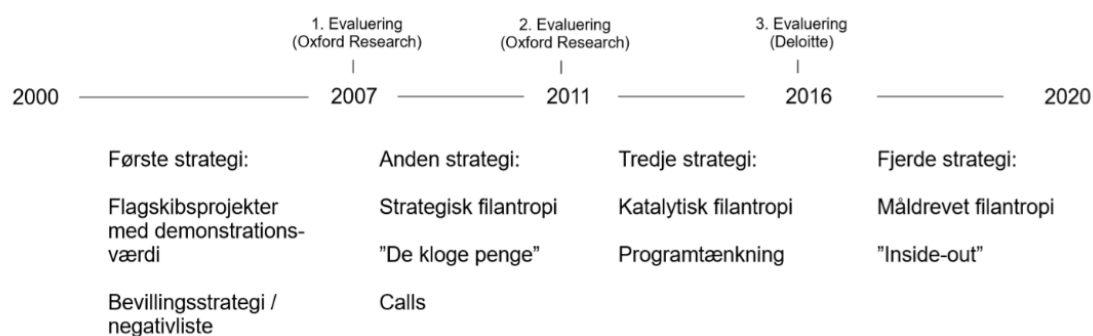 1. Evaluering
(Oxford Research)
2. Evaluering
(Oxford Research)
3. Evaluering
(Deloitte)
2000
2007
2011
2016
2020
Første strategi:
Flagskibsprojekter
med demonstrations-
værdi
Bevillingsstrategi /
negativliste
Anden strategi:
Strategisk filantropi
”De kloge penge”
Calls
Tredje strategi:
Katalytisk filantropi
Programtænkning
Fjerde strategi:
Måldrevet filantropi
”Inside-out”